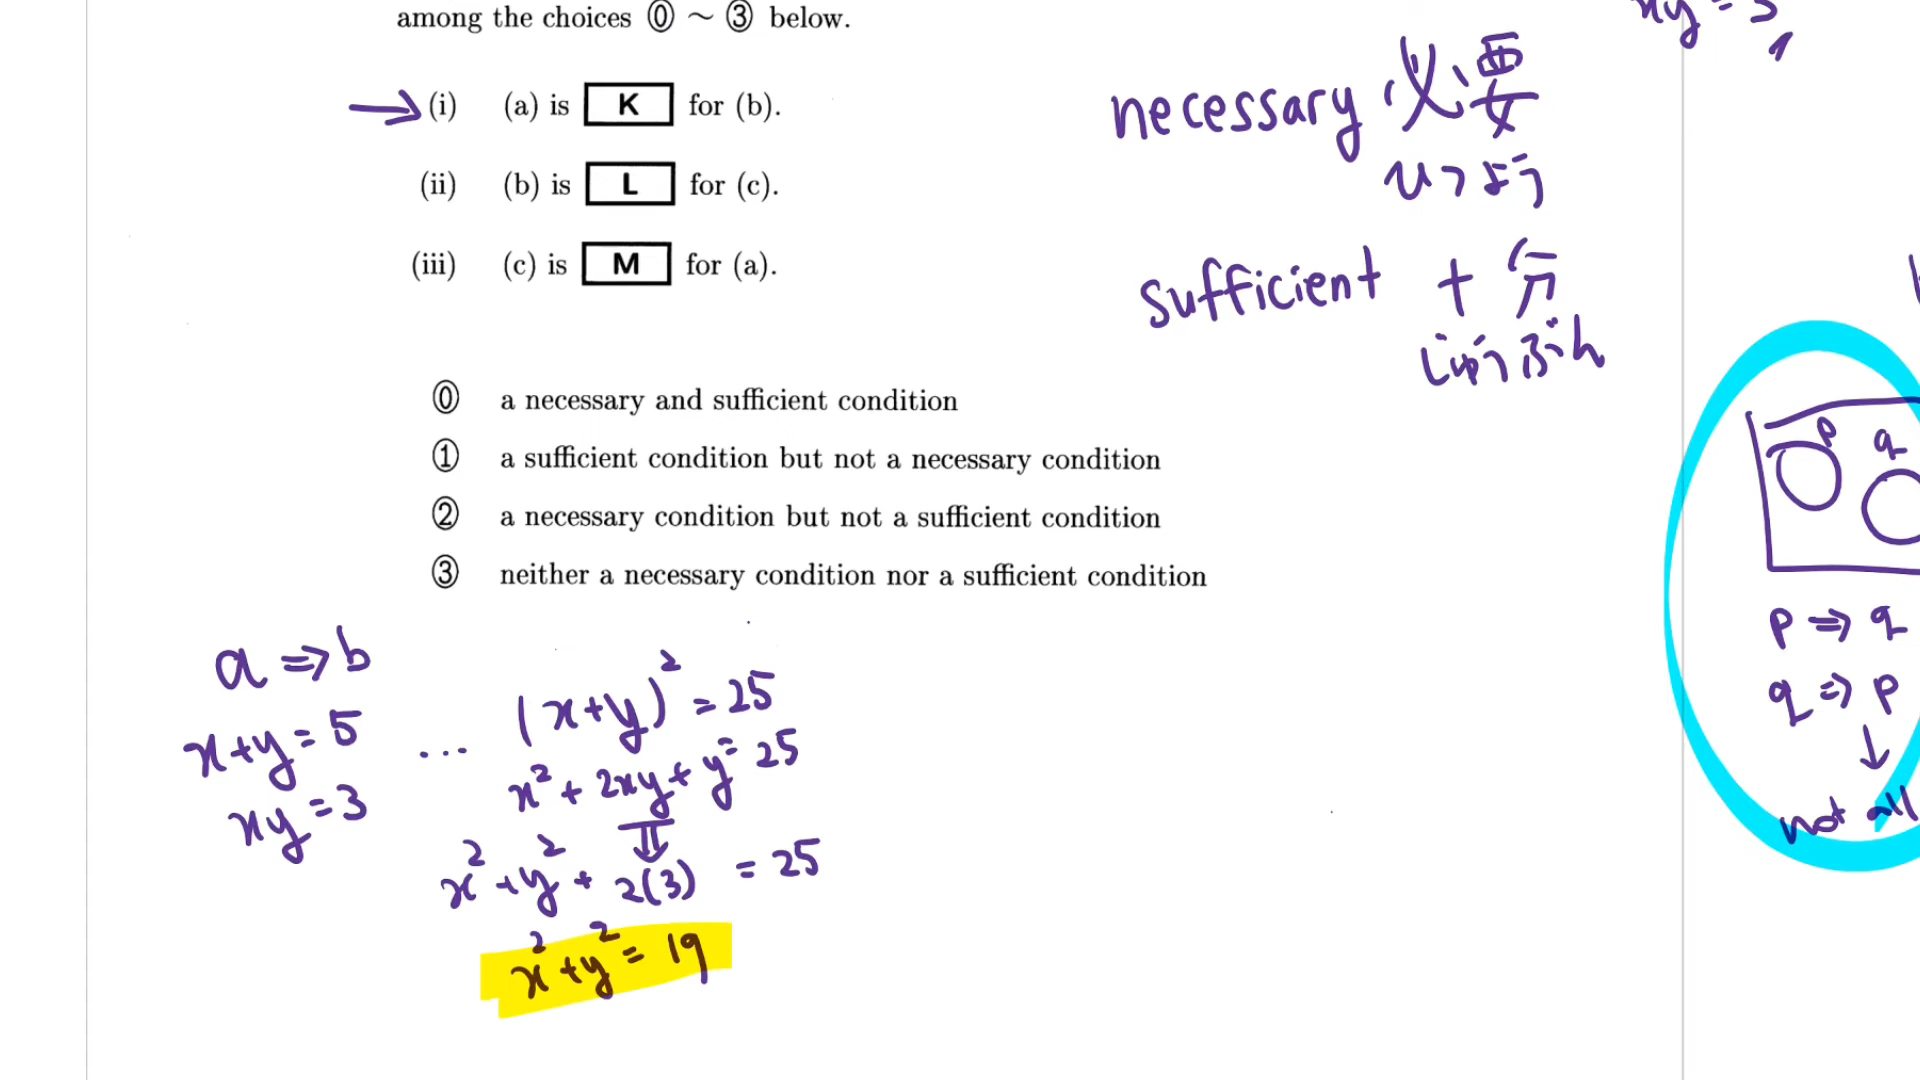 among the choices ⓪ ~ ③ below.
(i) (a) is K for (b).
(ii) (b) is L for (c).
(iii) (c) is M for (a).
⓪ a necessary and sufficient condition
① a sufficient condition but not a necessary condition
② a necessary condition but not a sufficient condition
③ neither a necessary condition nor a sufficient condition
necessary 必要
ひつよう
sufficient 十分
じゅうぶん
a ⇒ b
x+y=5
xy=3
... (x+y)² = 25
x² + 2xy + y² = 25
x² + y² + 2(3) = 25
x² + y² = 19
p q
p ⇒ q
q ⇒ p
↓
not all